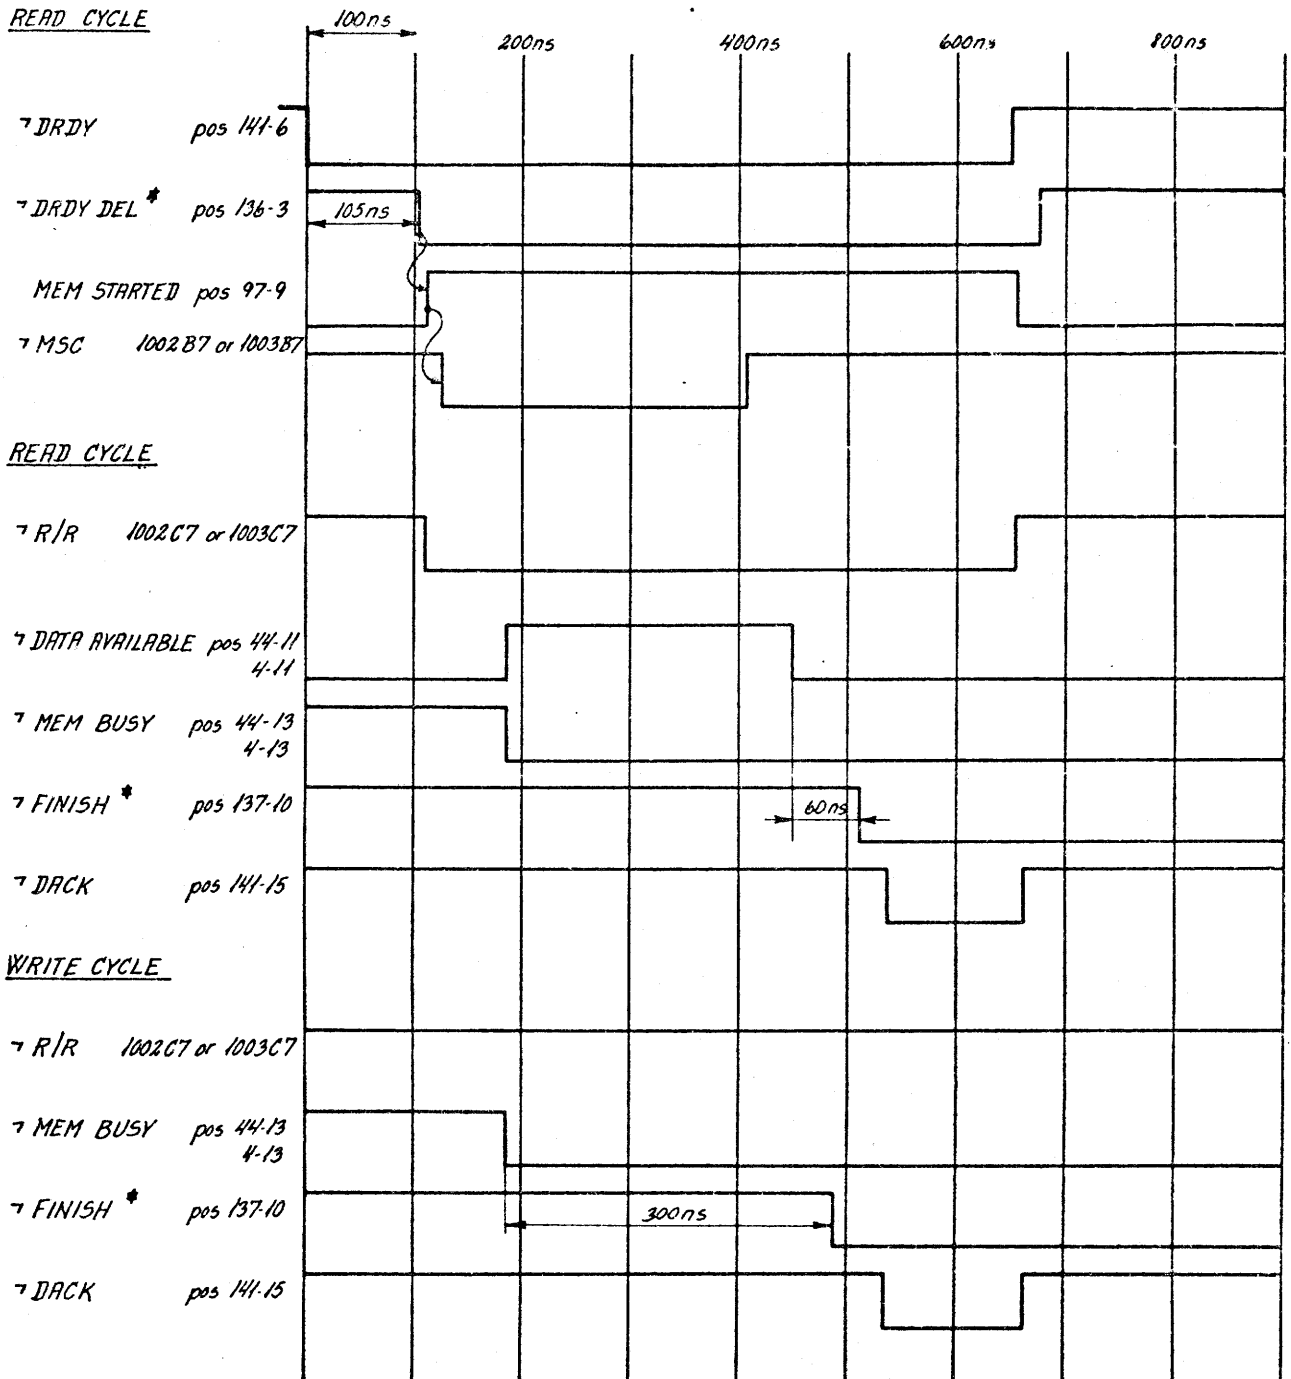 READ CYCLE
100ns
200ns 400ns 600ns 800ns
¬ DRDY pos 141-6
¬ DRDY DEL * pos 136-3
105ns
MEM STARTED pos 97-9
¬ MSC 1002B7 or 1003B7
READ CYCLE
¬ R/R 1002C7 or 1003C7
¬ DATA AVAILABLE pos 44-11
4-11
¬ MEM BUSY pos 44-13
4-13
¬ FINISH * pos 137-10
60ns
¬ DACK pos 141-15
WRITE CYCLE
¬ R/R 1002C7 or 1003C7
¬ MEM BUSY pos 44-13
4-13
¬ FINISH * pos 137-10
300ns
¬ DACK pos 141-15